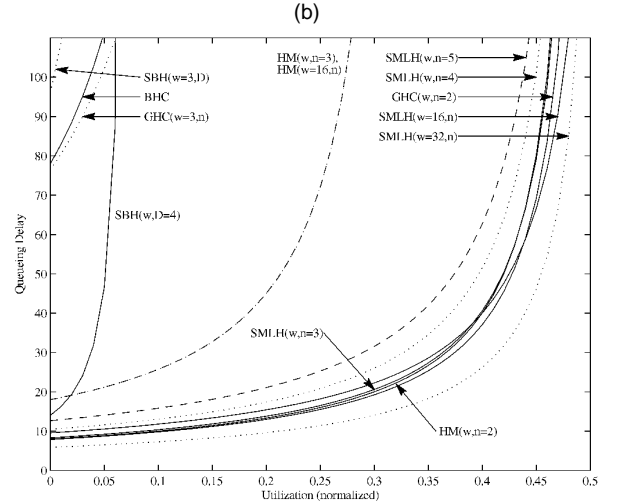 (b)
HM(w,n=3),
HM(w=16,n)
SMLH(w,n=5)
SBH(w=3,D)
SMLH(w,n=4)
BHC
GHC(w,n=2)
GHC(w=3,n)
SMLH(w=16,n)
SMLH(w=32,n)
SBH(w,D=4)
SMLH(w,n=3)
HM(w,n=2)
100
90
80
70
60
50
40
30
20
10
0
Queueing Delay
0 0.05 0.1 0.15 0.2 0.25 0.3 0.35 0.4 0.45 0.5
Utilization (normalized)